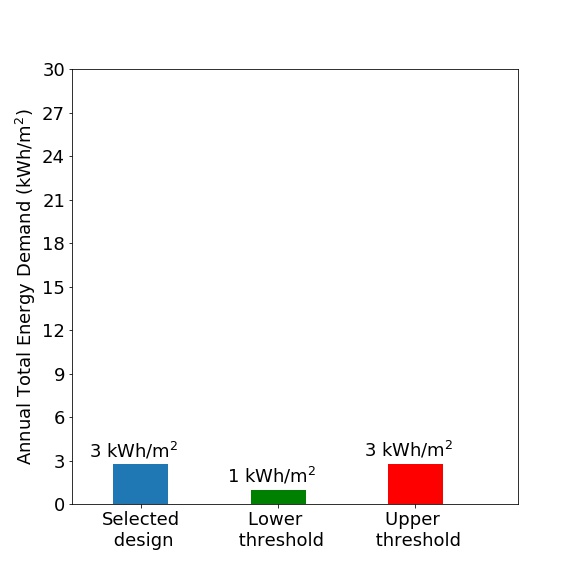 Annual Total Energy Demand (kWh/m²)
30
27
24
21
18
15
12
9
6
3
0
3 kWh/m²
1 kWh/m²
3 kWh/m²
Selected
design
Lower
threshold
Upper
threshold